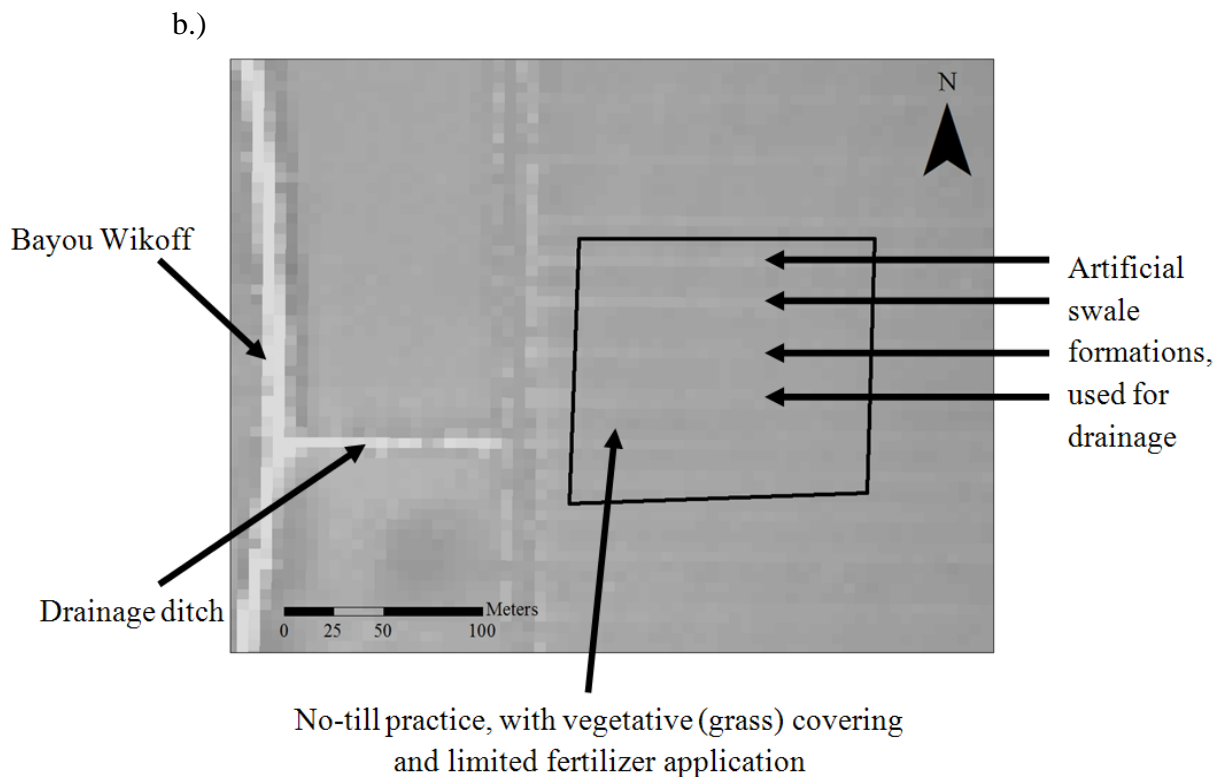 b.)
N
Bayou Wikoff
Artificial
swale
formations,
used for
drainage
Drainage ditch
Meters
0 25 50 100
No-till practice, with vegetative (grass) covering
and limited fertilizer application